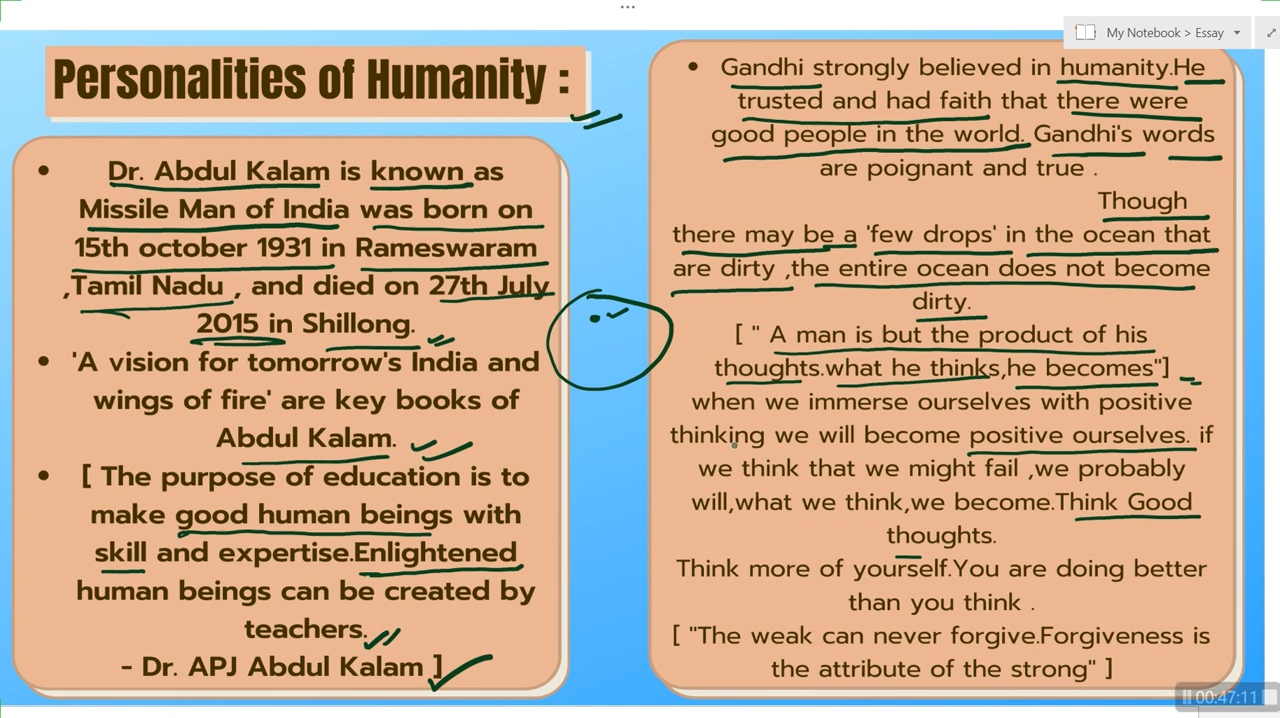 My Notebook > Essay
Personalities of Humanity :
• Dr. Abdul Kalam is known as
Missile Man of India was born on
15th october 1931 in Rameswaram
,Tamil Nadu , and died on 27th July
2015 in Shillong.
• 'A vision for tomorrow's India and
wings of fire' are key books of
Abdul Kalam.
• [ The purpose of education is to
make good human beings with
skill and expertise.Enlightened
human beings can be created by
teachers.
- Dr. APJ Abdul Kalam ]
• Gandhi strongly believed in humanity.He
trusted and had faith that there were
good people in the world. Gandhi's words
are poignant and true .
Though
there may be a 'few drops' in the ocean that
are dirty ,the entire ocean does not become
dirty.
[ " A man is but the product of his
thoughts.what he thinks,he becomes"]
when we immerse ourselves with positive
thinking we will become positive ourselves. if
we think that we might fail ,we probably
will,what we think,we become.Think Good
thoughts.
Think more of yourself.You are doing better
than you think .
[ "The weak can never forgive.Forgiveness is
the attribute of the strong" ]
00:47:11